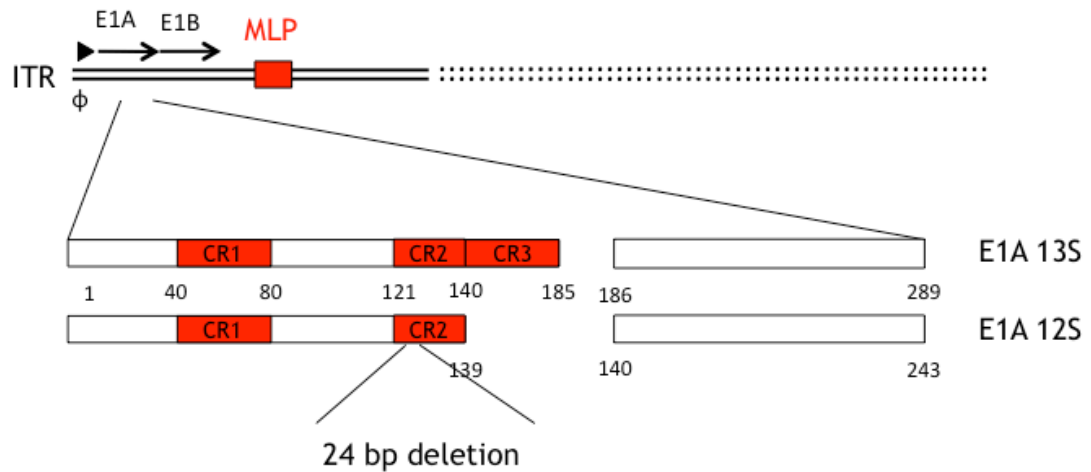 E1A E1B MLP
ITR
ϕ
CR1 CR2 CR3 E1A 13S
1 40 80 121 140 185 186 289
CR1 CR2 E1A 12S
139 140 243
24 bp deletion